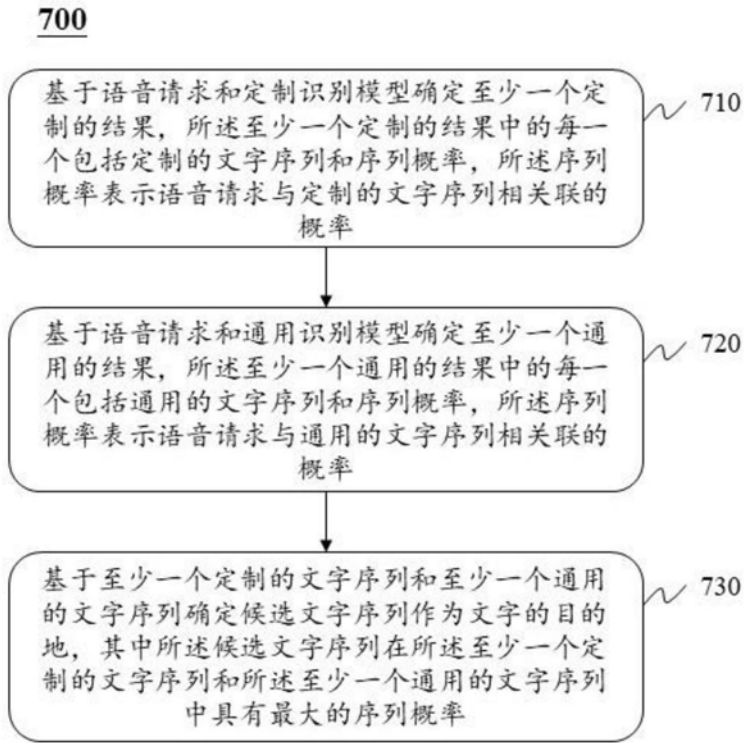 700
基于语音请求和定制识别模型确定至少一个定
制的结果，所述至少一个定制的结果中的每一
个包括定制的文字序列和序列概率，所述序列
概率表示语音请求与定制的文字序列相关联的
概率
710
基于语音请求和通用识别模型确定至少一个通
用的结果，所述至少一个通用的结果中的每一
个包括通用的文字序列和序列概率，所述序列
概率表示语音请求与通用的文字序列相关联的
概率
720
基于至少一个定制的文字序列和至少一个通用
的文字序列确定候选文字序列作为文字的目的
地，其中所述候选文字序列在所述至少一个定
制的文字序列和所述至少一个通用的文字序列
中具有最大的序列概率
730